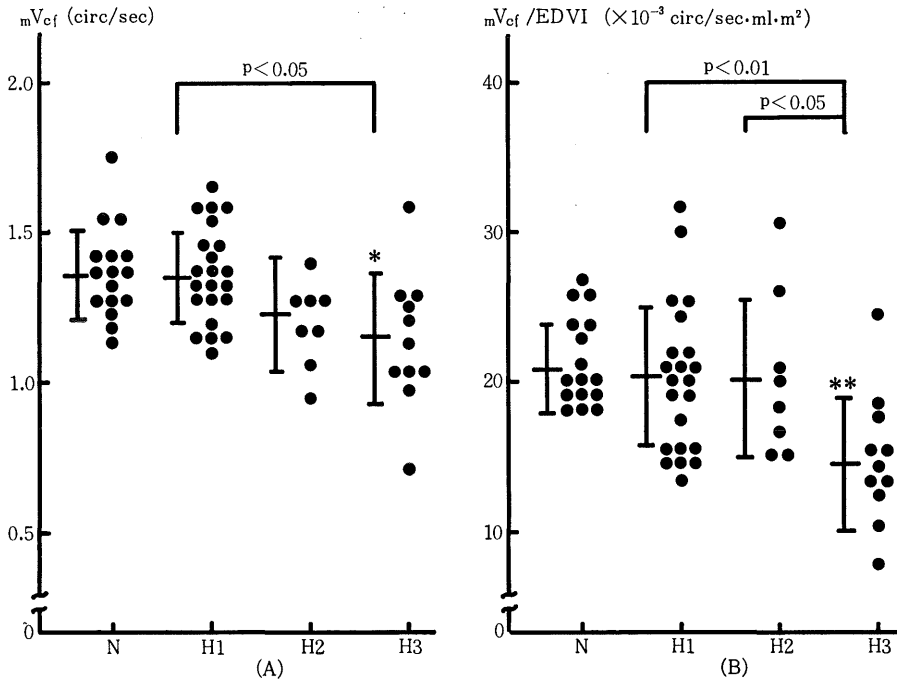 mVcf (circ/sec)
p<0.05
2.0
1.5
1.0
0.5
0
*
N H1 H2 H3
(A)
mVcf /EDVI (×10⁻³ circ/sec·ml·m²)
p<0.01
p<0.05
40
30
20
10
0
**
N H1 H2 H3
(B)